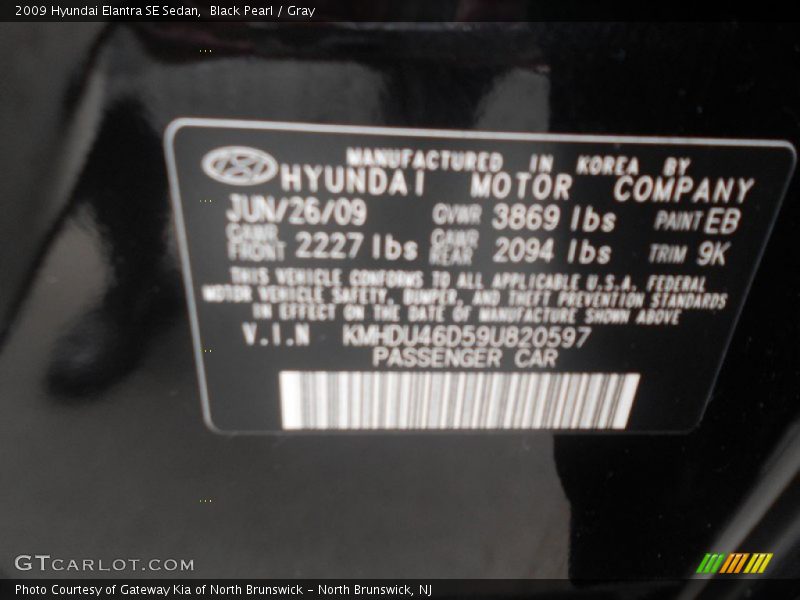 2009 Hyundai Elantra SE Sedan,  Black Pearl / Gray
MANUFACTURED IN KOREA BY
HYUNDAI MOTOR COMPANY
JUN/26/09 GVWR 3869 lbs PAINT EB
GAWR FRONT 2227 lbs GAWR REAR 2094 lbs TRIM 9K
THIS VEHICLE CONFORMS TO ALL APPLICABLE U.S.A. FEDERAL
MOTOR VEHICLE SAFETY, BUMPER, AND THEFT PREVENTION STANDARDS
IN EFFECT ON THE DATE OF MANUFACTURE SHOWN ABOVE
V.I.N KMHDU46D59U820597
PASSENGER CAR
GTCARLOT.COM
Photo Courtesy of Gateway Kia of North Brunswick - North Brunswick, NJ